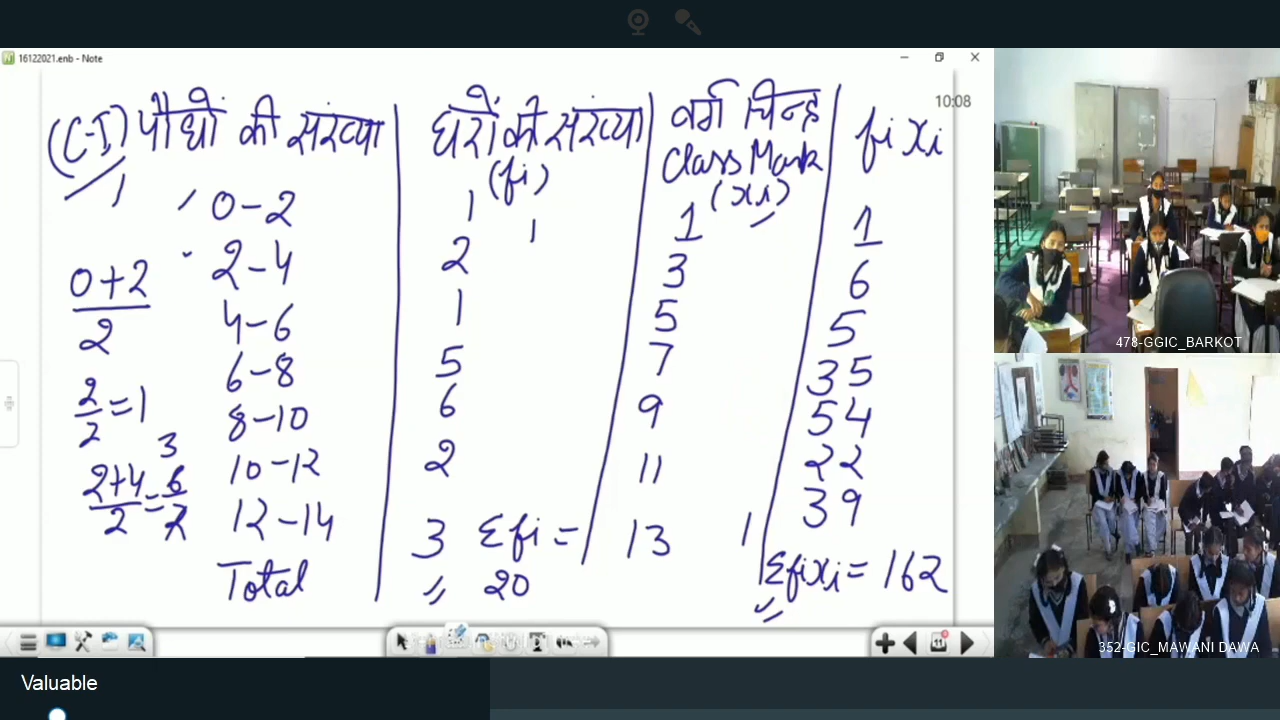 16122021.enb - Note
10:08
(C-I) पौधों की संख्या | घरों की संख्या (fi) | वर्ग चिन्ह Class Mark (xi) | fi xi
0-2 1 1 1
2-4 2 3 6
4-6 1 5 5
6-8 5 7 35
8-10 6 9 54
10-12 2 11 22
12-14 3 13 39
Total Σfi = 20 Σfixi = 162
0+2/2
2/2 = 1
2+4/2 = 6/2 3
478-GGIC_BARKOT
352-GIC_MAWANI DAWA
Valuable